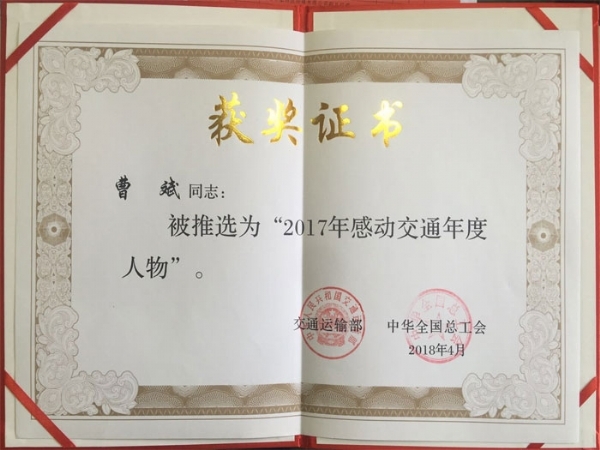 获奖证书
曹斌同志：
被推选为“2017年感动交通年度
人物”。
交通运输部 中华全国总工会
2018年4月